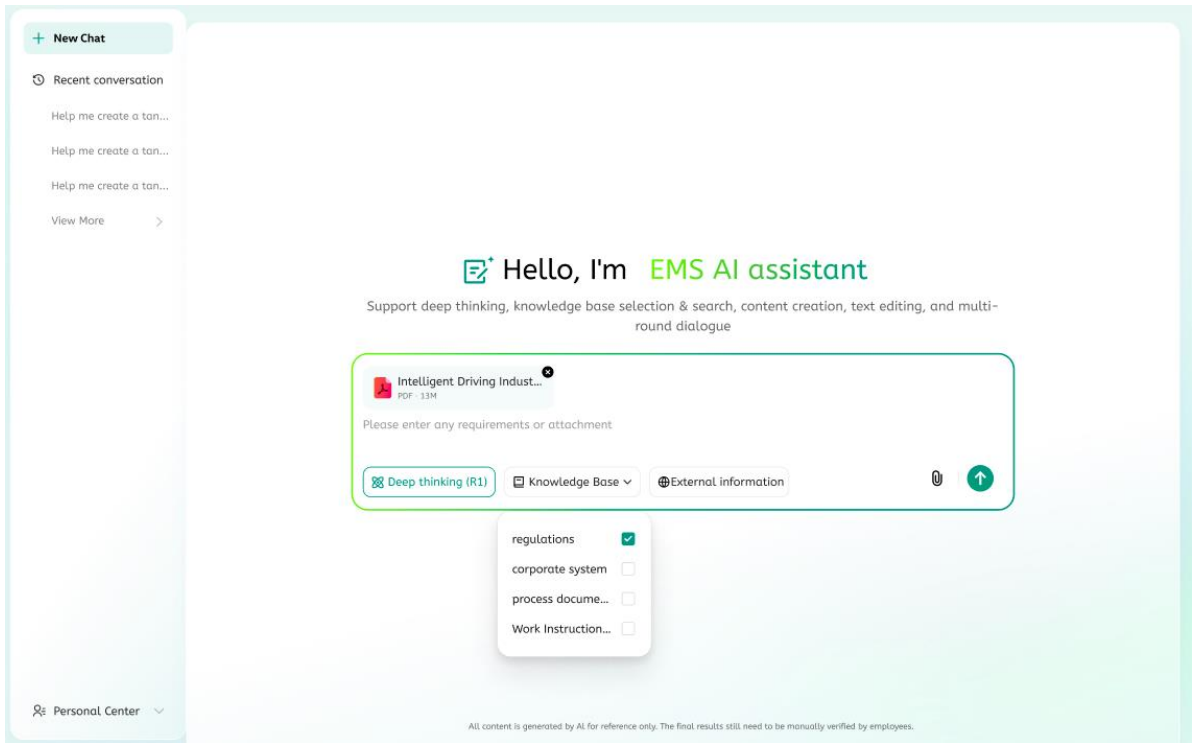 New Chat
Recent conversation
Help me create a tan...
Help me create a tan...
Help me create a tan...
View More
Personal Center
Hello, I'm EMS AI assistant
Support deep thinking, knowledge base selection & search, content creation, text editing, and multi-
round dialogue
Intelligent Driving Indust...
PDF · 13M
Please enter any requirements or attachment
Deep thinking (R1)
Knowledge Base
External information
regulations
corporate system
process docume...
Work Instruction...
All content is generated by AI for reference only. The final results still need to be manually verified by employees.